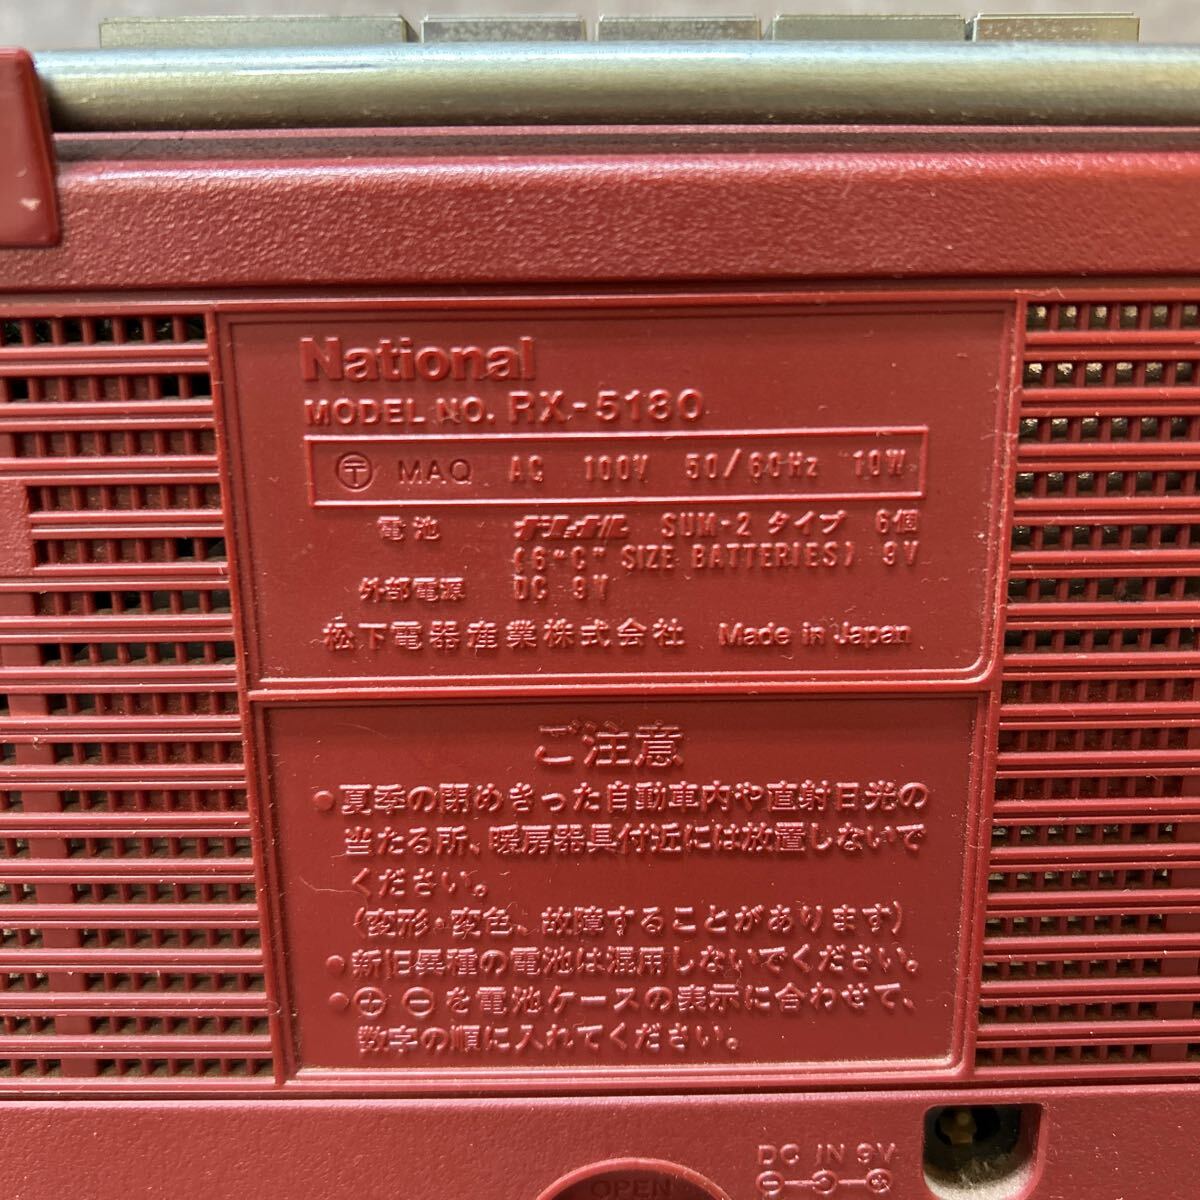 National
MODEL NO. RX-5180
〒 MAQ AC 100V 50/60Hz 10W
電池 ナショナル SUM-2 タイプ 6個
(6 "C" SIZE BATTERIES) 9V
外部電源 DC 9V
松下電器産業株式会社 Made in Japan
ご注意
●夏季の閉めきった自動車内や直射日光の
当たる所、暖房器具付近には放置しないで
ください。
(変形・変色、故障することがあります)
●新旧異種の電池は混用しないでください。
●⊕ ⊖を電池ケースの表示に合わせて、
数字の順に入れてください。
DC IN 9V
OPEN